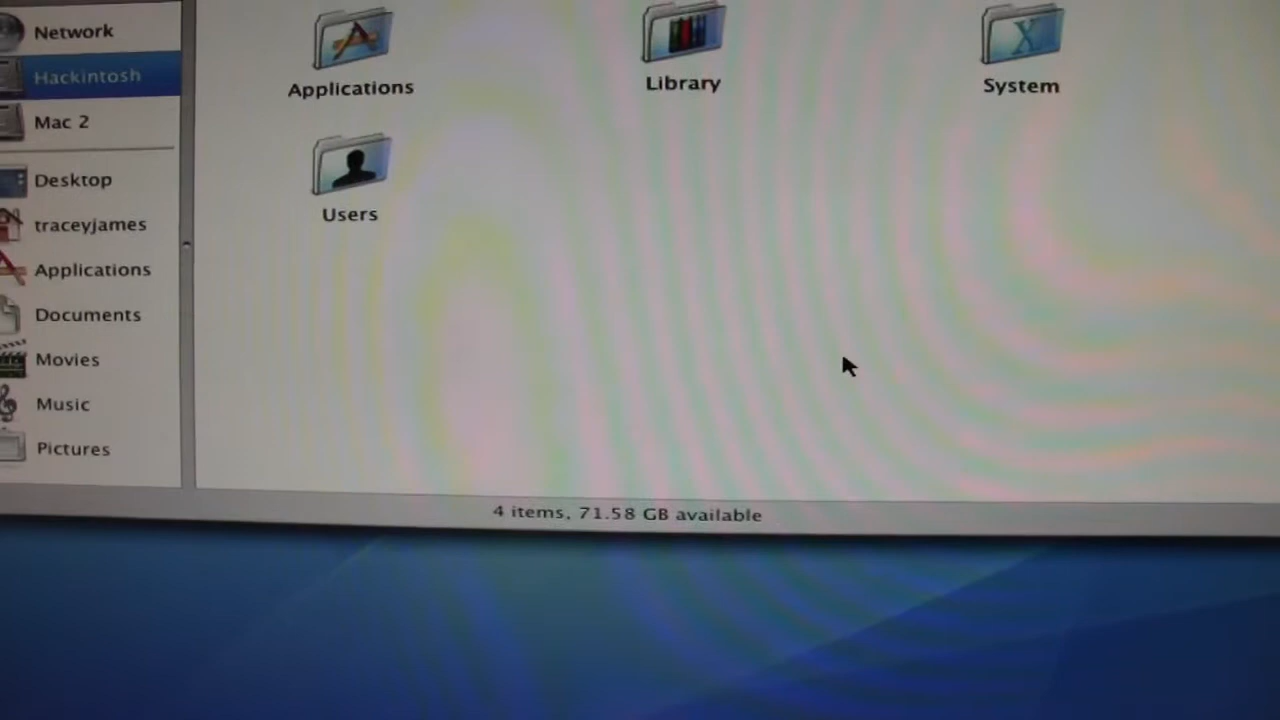 Network
Hackintosh
Mac 2
Desktop
traceyjames
Applications
Documents
Movies
Music
Pictures
Applications
Library
System
Users
4 items, 71.58 GB available